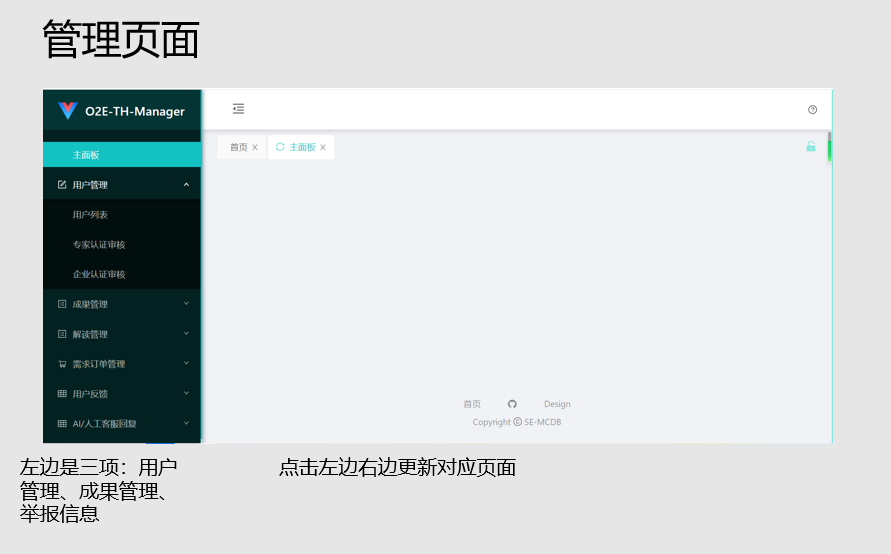 管理页面
O2E-TH-Manager
首页
主面板
主面板
用户管理
用户列表
专家认证审核
企业认证审核
成果管理
解读管理
需求订单管理
用户反馈
AI/人工客服回复
首页
Design
Copyright © SE-MCDB
左边是三项：用户
管理、成果管理、
举报信息
点击左边右边更新对应页面